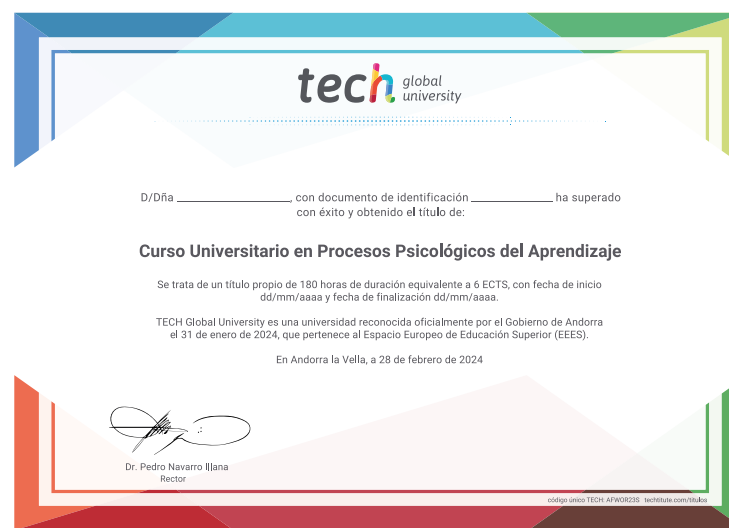 tech global university
D/Dña ____________________, con documento de identificación ______________ ha superado
con éxito y obtenido el título de:
Curso Universitario en Procesos Psicológicos del Aprendizaje
Se trata de un título propio de 180 horas de duración equivalente a 6 ECTS, con fecha de inicio
dd/mm/aaaa y fecha de finalización dd/mm/aaaa.
TECH Global University es una universidad reconocida oficialmente por el Gobierno de Andorra
el 31 de enero de 2024, que pertenece al Espacio Europeo de Educación Superior (EEES).
En Andorra la Vella, a 28 de febrero de 2024
Dr. Pedro Navarro Illana
Rector
código único TECH: AFWOR23S techtitute.com/titulos